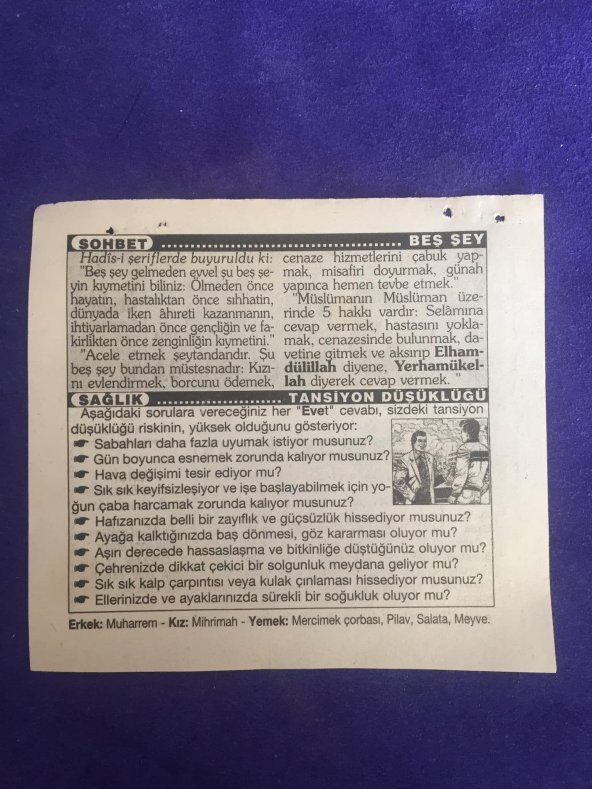 SOHBET ........................................ BEŞ ŞEY
Hadîs-i şeriflerde buyuruldu ki:
"Beş şey gelmeden evvel şu beş şe-
yin kıymetini biliniz: Ölmeden önce
hayatın, hastalıktan önce sıhhatin,
dünyada iken âhireti kazanmanın,
ihtiyarlamadan önce gençliğin ve fa-
kirlikten önce zenginliğin kıymetini."
"Acele etmek şeytandandır. Şu
beş şey bundan müstesnadır: Kızı-
nı evlendirmek, borcunu ödemek,
cenaze hizmetlerini çabuk yap-
mak, misafiri doyurmak, günah
yapınca hemen tevbe etmek."
"Müslümanın Müslüman üze-
rinde 5 hakkı vardır: Selâmına
cevap vermek, hastasını yokla-
mak, cenazesinde bulunmak, da-
vetine gitmek ve aksırıp Elham-
dülillah diyene, Yerhamükel-
lah diyerek cevap vermek. "
SAĞLIK ........................ TANSİYON DÜŞÜKLÜĞÜ
Aşağıdaki sorulara vereceğiniz her "Evet" cevabı, sizdeki tansiyon
düşüklüğü riskinin, yüksek olduğunu gösteriyor:
☛ Sabahları daha fazla uyumak istiyor musunuz?
☛ Gün boyunca esnemek zorunda kalıyor musunuz?
☛ Hava değişimi tesir ediyor mu?
☛ Sık sık keyifsizleşiyor ve işe başlayabilmek için yo-
ğun çaba harcamak zorunda kalıyor musunuz?
☛ Hafızanızda belli bir zayıflık ve güçsüzlük hissediyor musunuz?
☛ Ayağa kalktığınızda baş dönmesi, göz kararması oluyor mu?
☛ Aşırı derecede hassaslaşma ve bitkinliğe düştüğünüz oluyor mu?
☛ Çehrenizde dikkat çekici bir solgunluk meydana geliyor mu?
☛ Sık sık kalp çarpıntısı veya kulak çınlaması hissediyor musunuz?
☛ Ellerinizde ve ayaklarınızda sürekli bir soğukluk oluyor mu?
Erkek: Muharrem - Kız: Mihrimah - Yemek: Mercimek çorbası, Pilav, Salata, Meyve.